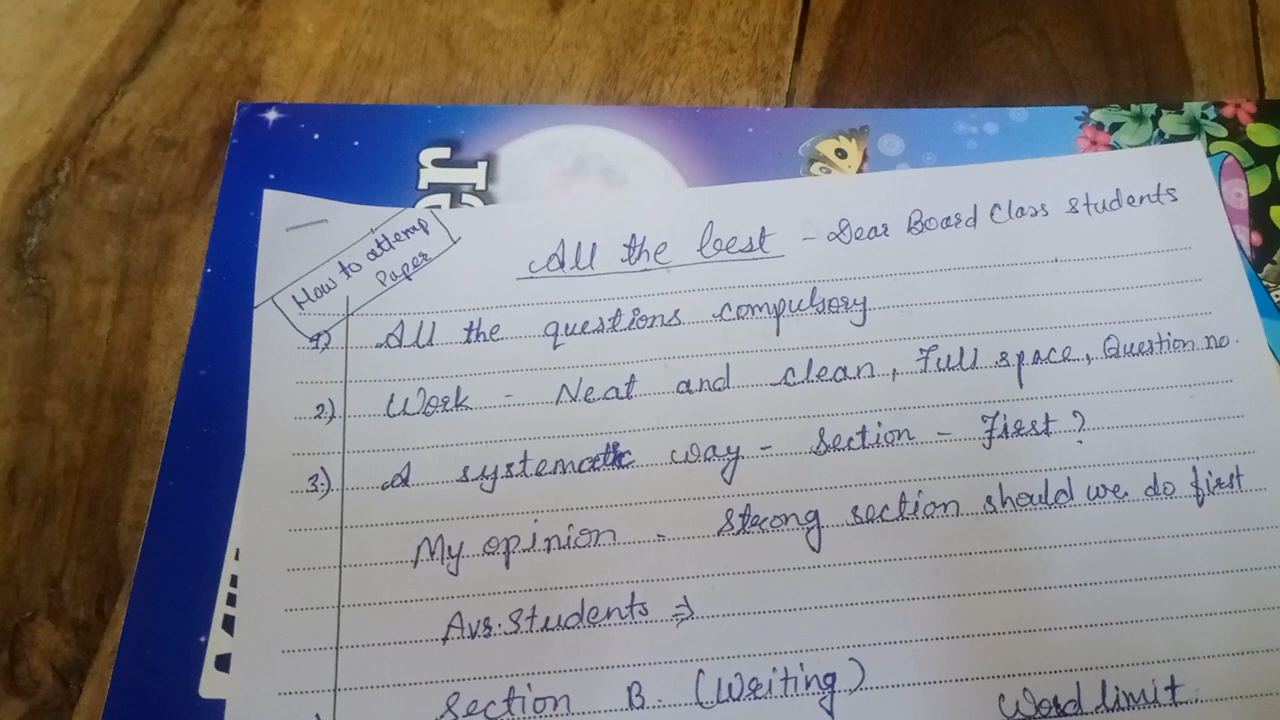 er
How to attemp
Paper
All the best - Dear Board Class students
1) All the questions compulsory
2.) Work - Neat and clean, Full space, Question no.
3.) A systematic way - Section - First?
My opinion - Strong section should we do first
Avg. Students ⇒
Section B. (Writing) Word limit